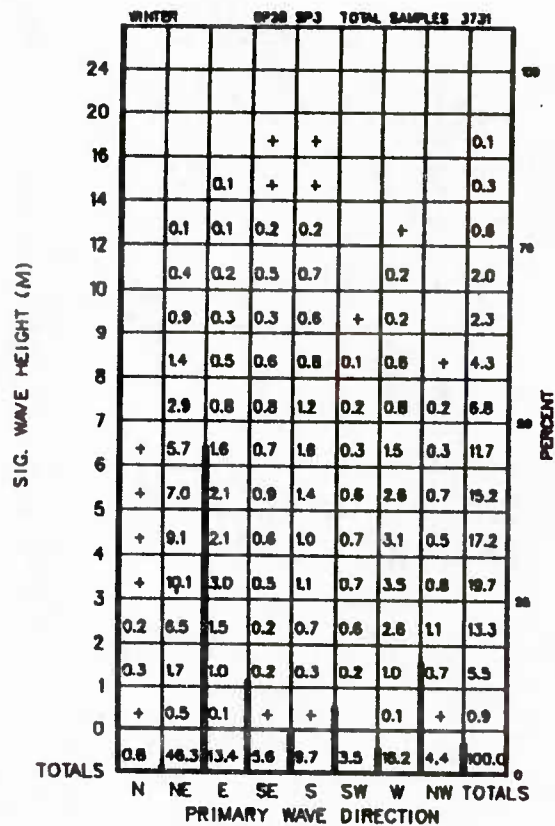 WINTER GP38 SP3 TOTAL SAMPLES 3731
24
100
20
+ + 0.1
16
0.1 + + 0.3
14
0.1 0.1 0.2 0.2 + 0.6
12
0.4 0.2 0.5 0.7 0.2 2.0
10
0.9 0.3 0.3 0.6 + 0.2 2.3
9
1.4 0.5 0.6 0.8 0.1 0.6 + 4.3
8
2.9 0.8 0.8 1.2 0.2 0.8 0.2 6.8
7
+ 5.7 1.6 0.7 1.6 0.3 1.5 0.3 11.7
6
+ 7.0 2.1 0.9 1.4 0.6 2.6 0.7 15.2
5
+ 9.1 2.1 0.6 1.0 0.7 3.1 0.5 17.2
4
+ 10.1 3.0 0.5 1.1 0.7 3.5 0.8 19.7
3
0.2 6.5 1.5 0.2 0.7 0.6 2.6 1.1 13.3
2
0.3 1.7 1.0 0.2 0.3 0.2 1.0 0.7 5.5
1
+ 0.5 0.1 + + 0.1 + 0.9
0
TOTALS 0.6 46.3 13.4 5.6 9.7 3.5 16.2 4.4 100.0
0
N NE E SE S SW W NW TOTALS
PRIMARY WAVE DIRECTION
SIG. WAVE HEIGHT (M)
PERCENT